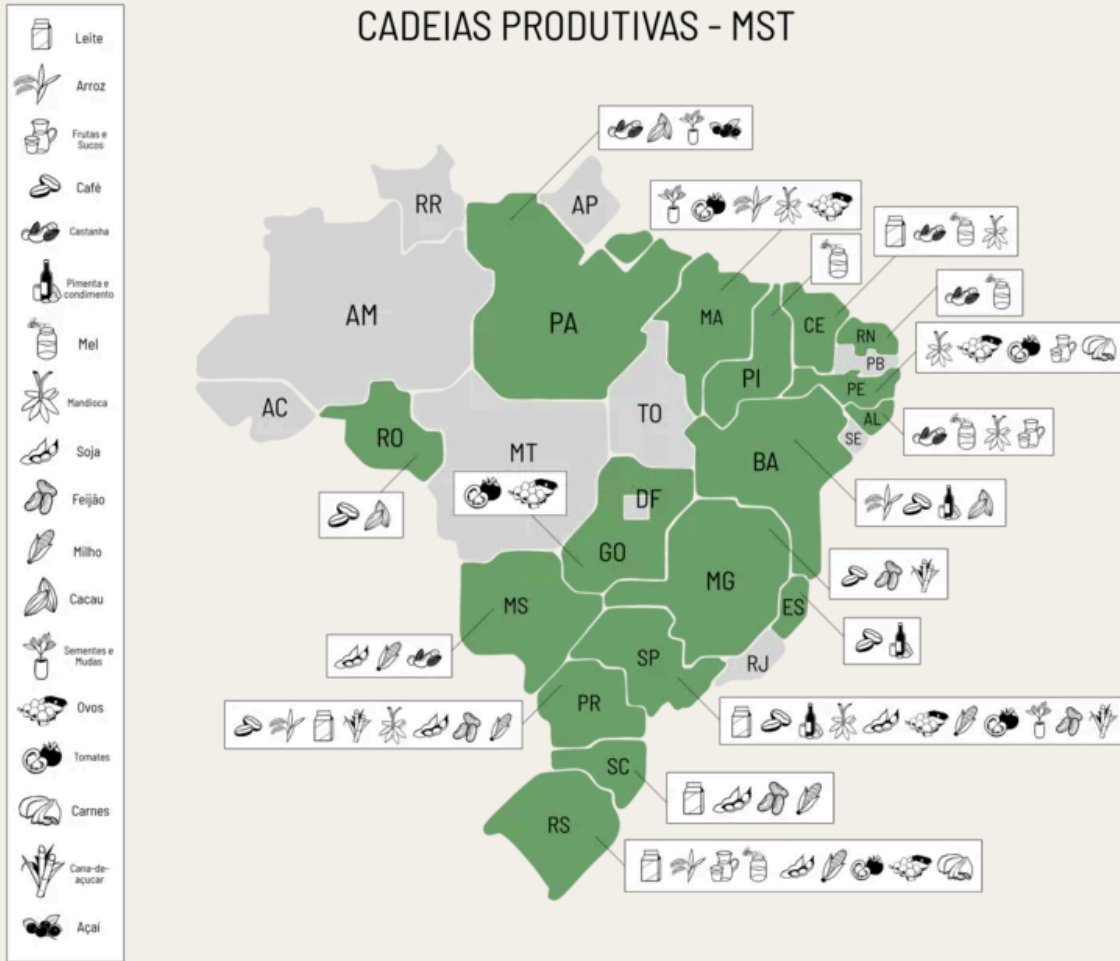 CADEIAS PRODUTIVAS - MST
Leite
Arroz
Frutas e
Sucos
Café
Castanha
Pimenta e
condimento
Mel
Mandioca
Soja
Feijão
Milho
Cacau
Sementes e
Mudas
Ovos
Tomates
Carnes
Cana-de-
açucar
Açaí
RR
AP
AM
PA
MA
CE
RN
PB
PI
PE
AC
TO
AL
RO
SE
MT
BA
DF
GO
MG
MS
ES
SP
RJ
PR
SC
RS